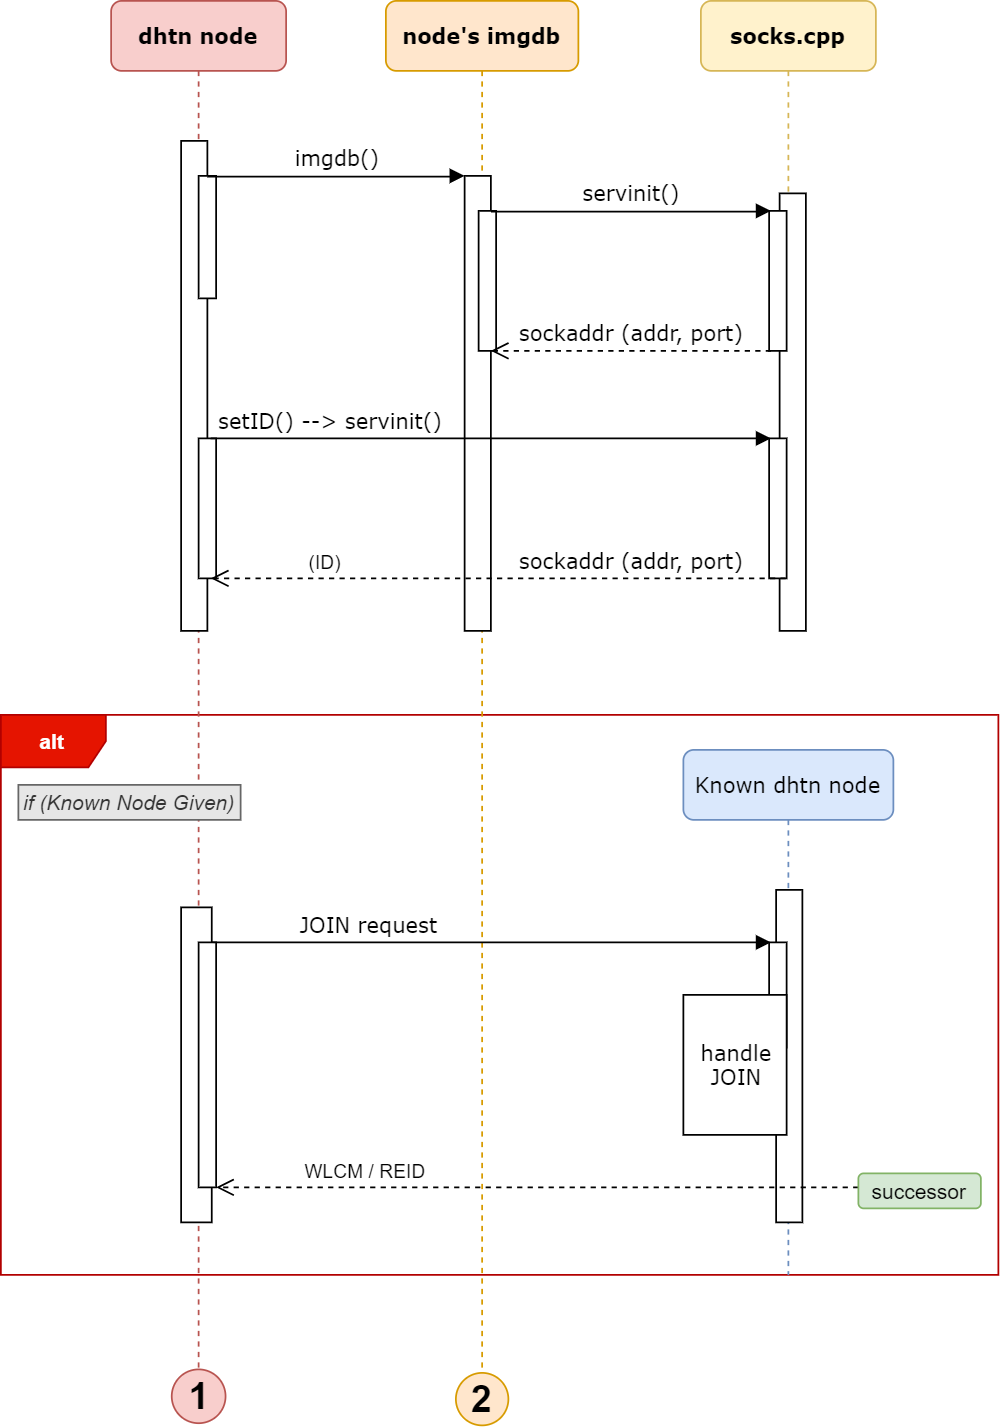 dhtn node
node's imgdb
socks.cpp
imgdb()
servinit()
sockaddr (addr, port)
setID() --> servinit()
(ID)
sockaddr (addr, port)
alt
if (Known Node Given)
Known dhtn node
JOIN request
handle
JOIN
WLCM / REID
successor
1
2